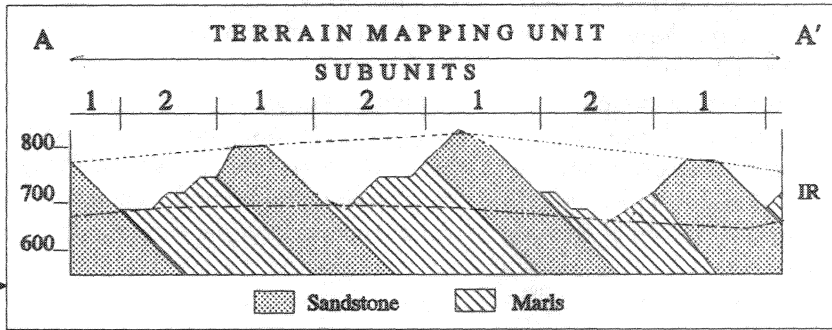 A TERRAIN MAPPING UNIT A'
SUBUNITS
1 2 1 2 1 2 1
800
700 IR
600
Sandstone Marls